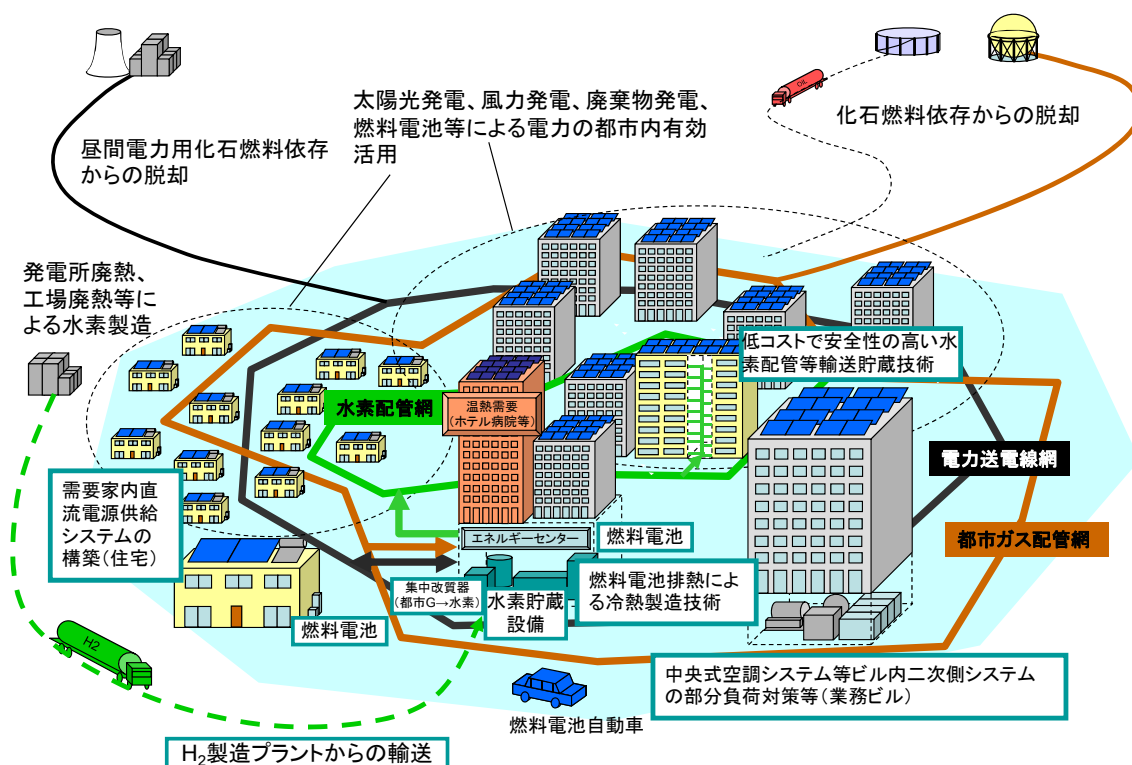 太陽光発電、風力発電、廃棄物発電、
燃料電池等による電力の都市内有効
活用
OIL
化石燃料依存からの脱却
昼間電力用化石燃料依存
からの脱却
発電所廃熱、
工場廃熱等に
よる水素製造
低コストで安全性の高い水
素配管等輸送貯蔵技術
水素配管網
温熱需要
(ホテル病院等)
電力送電線網
需要家内直
流電源供給
システムの
構築(住宅)
エネルギーセンター
燃料電池
都市ガス配管網
集中改質器
(都市G→水素)
水素貯蔵
設備
燃料電池排熱によ
る冷熱製造技術
燃料電池
H2
中央式空調システム等ビル内二次側システム
の部分負荷対策等(業務ビル)
燃料電池自動車
H₂製造プラントからの輸送